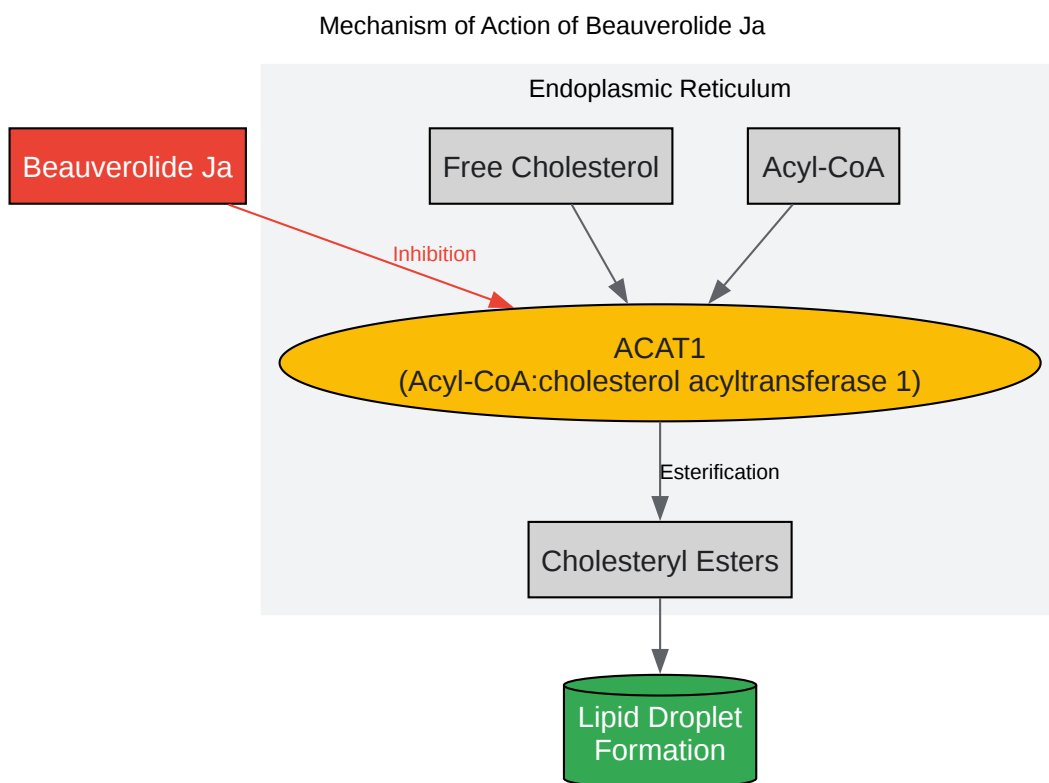 Mechanism of Action of Beauverolide Ja
Endoplasmic Reticulum
Beauverolide Ja
Free Cholesterol
Acyl-CoA
Inhibition
ACAT1
(Acyl-CoA:cholesterol acyltransferase 1)
Esterification
Cholesteryl Esters
Lipid Droplet
Formation